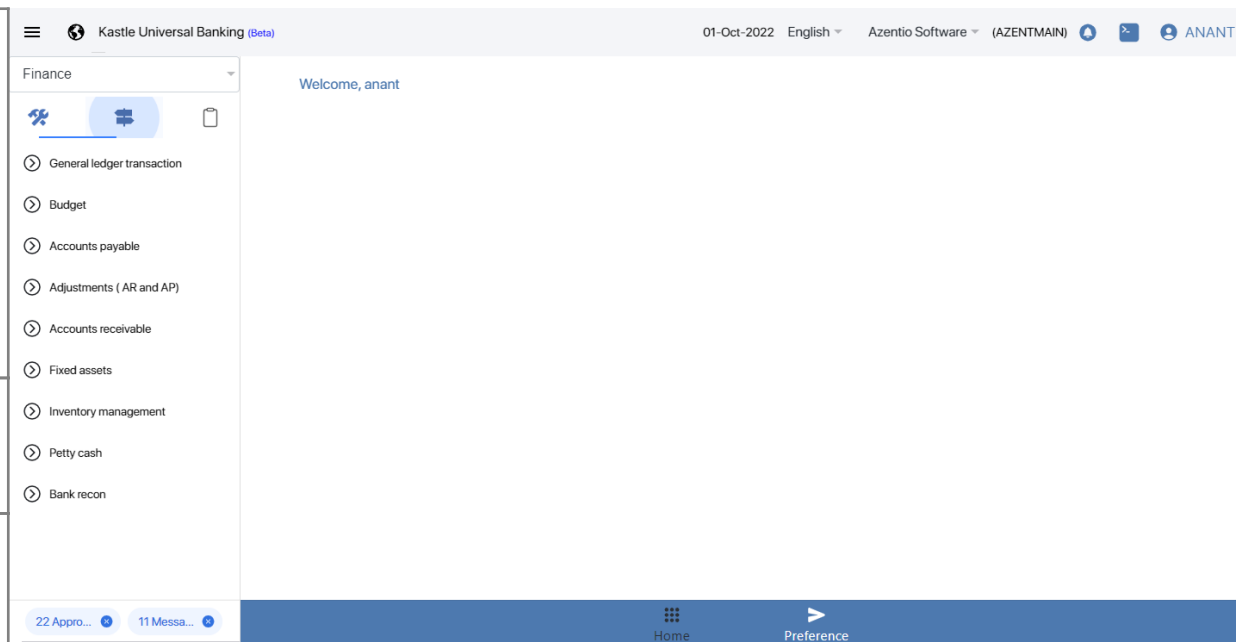 Kastle Universal Banking (Beta)
01-Oct-2022 English Azentio Software (AZENTMAIN) ANANT
Finance
Welcome, anant
General ledger transaction
Budget
Accounts payable
Adjustments ( AR and AP)
Accounts receivable
Fixed assets
Inventory management
Petty cash
Bank recon
22 Appro... 11 Messa...
Home Preference